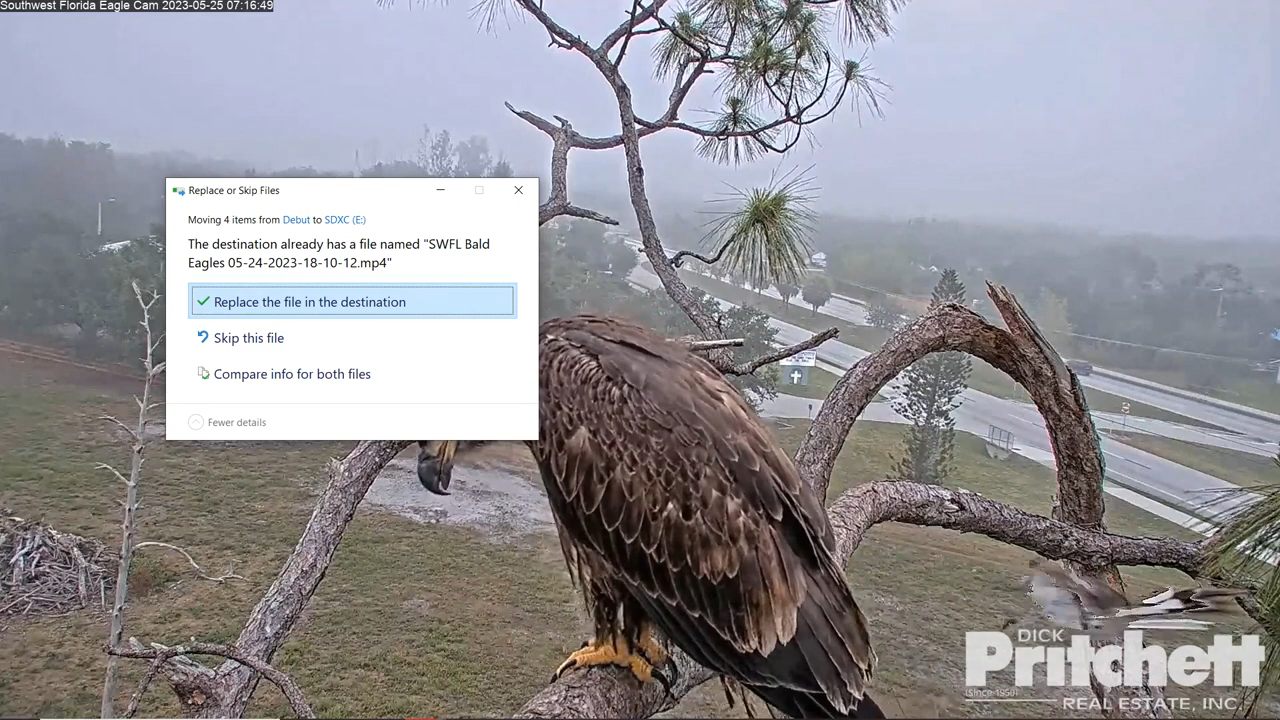 Southwest Florida Eagle Cam 2023-05-25 07:16:49
Replace or Skip Files
Moving 4 items from Debut to SDXC (E:)
The destination already has a file named "SWFL Bald
Eagles 05-24-2023-18-10-12.mp4"
Replace the file in the destination
Skip this file
Compare info for both files
Fewer details
DICK
Pritchett
(since 1950)
REAL ESTATE, INC.